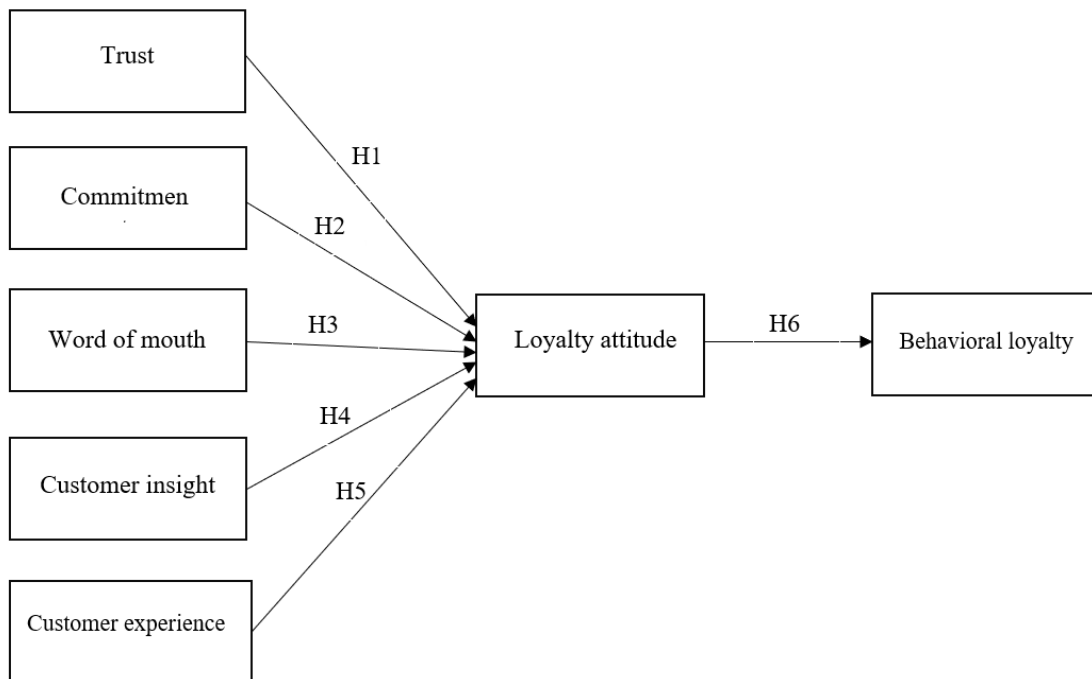 Trust
H1
Commitmen
H2
Word of mouth
H3
Loyalty attitude
H6
Behavioral loyalty
H4
Customer insight
H5
Customer experience